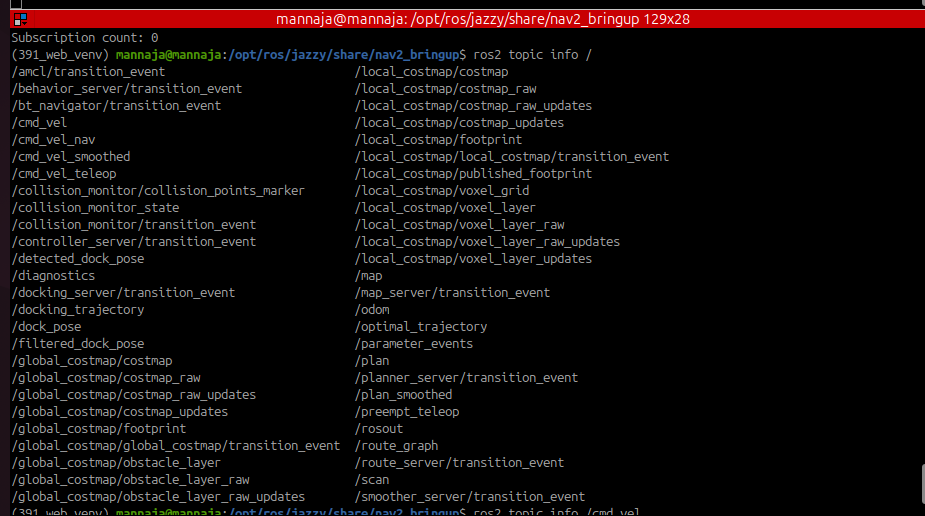 mannaja@mannaja: /opt/ros/jazzy/share/nav2_bringup 129x28
Subscription count: 0
(391_web_venv) mannaja@mannaja:/opt/ros/jazzy/share/nav2_bringup$ ros2 topic info /
/amcl/transition_event /local_costmap/costmap
/behavior_server/transition_event /local_costmap/costmap_raw
/bt_navigator/transition_event /local_costmap/costmap_raw_updates
/cmd_vel /local_costmap/costmap_updates
/cmd_vel_nav /local_costmap/footprint
/cmd_vel_smoothed /local_costmap/local_costmap/transition_event
/cmd_vel_teleop /local_costmap/published_footprint
/collision_monitor/collision_points_marker /local_costmap/voxel_grid
/collision_monitor_state /local_costmap/voxel_layer
/collision_monitor/transition_event /local_costmap/voxel_layer_raw
/controller_server/transition_event /local_costmap/voxel_layer_raw_updates
/detected_dock_pose /local_costmap/voxel_layer_updates
/diagnostics /map
/docking_server/transition_event /map_server/transition_event
/docking_trajectory /odom
/dock_pose /optimal_trajectory
/filtered_dock_pose /parameter_events
/global_costmap/costmap /plan
/global_costmap/costmap_raw /planner_server/transition_event
/global_costmap/costmap_raw_updates /plan_smoothed
/global_costmap/costmap_updates /preempt_teleop
/global_costmap/footprint /rosout
/global_costmap/global_costmap/transition_event /route_graph
/global_costmap/obstacle_layer /route_server/transition_event
/global_costmap/obstacle_layer_raw /scan
/global_costmap/obstacle_layer_raw_updates /smoother_server/transition_event
(391_web_venv) mannaja@mannaja:/opt/ros/jazzy/share/nav2_bringup$ ros2 topic info /cmd_vel